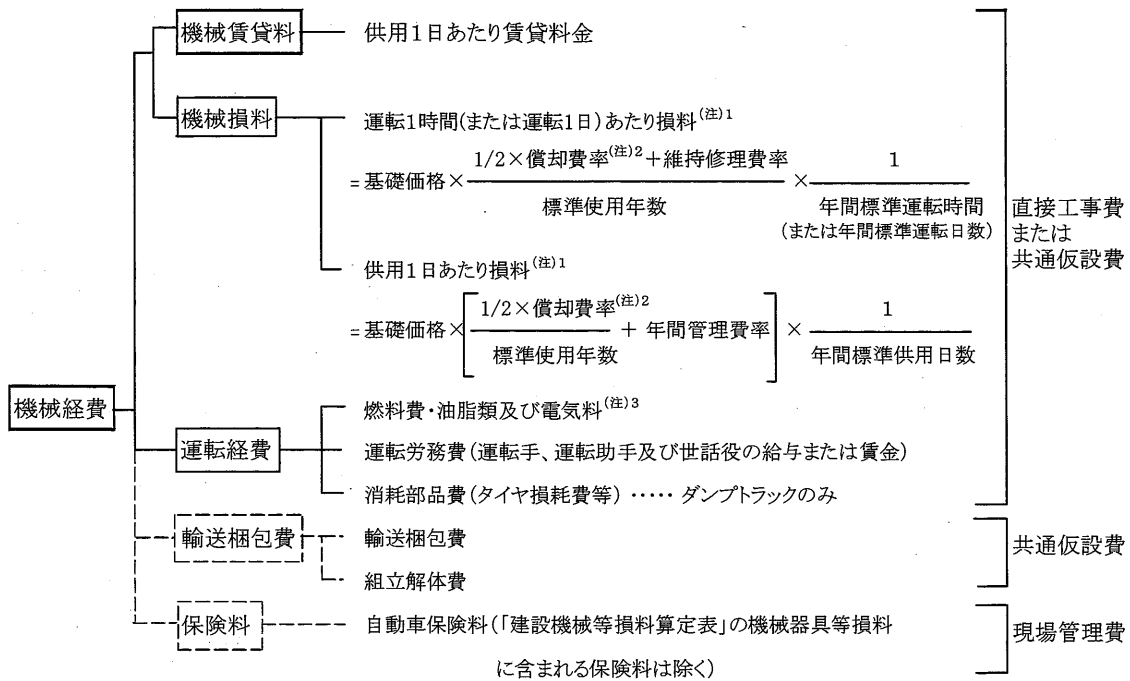 機械賃貸料 供用1日あたり賃貸料金
機械損料 運転1時間(または運転1日)あたり損料(注)1
=基礎価格× 1/2×償却費率(注)2+維持修理費率 × 1
標準使用年数 年間標準運転時間
(または年間標準運転日数)
直接工事費
または
共通仮設費
供用1日あたり損料(注)1
=基礎価格×[ 1/2×償却費率(注)2 + 年間管理費率 ]× 1
標準使用年数 年間標準供用日数
機械経費
燃料費・油脂類及び電気料(注)3
運転経費 運転労務費(運転手、運転助手及び世話役の給与または賃金)
消耗部品費(タイヤ損耗費等) ····· ダンプトラックのみ
輸送梱包費 輸送梱包費
組立解体費
共通仮設費
保険料 自動車保険料(「建設機械等損料算定表」の機械器具等損料
に含まれる保険料は除く)
現場管理費